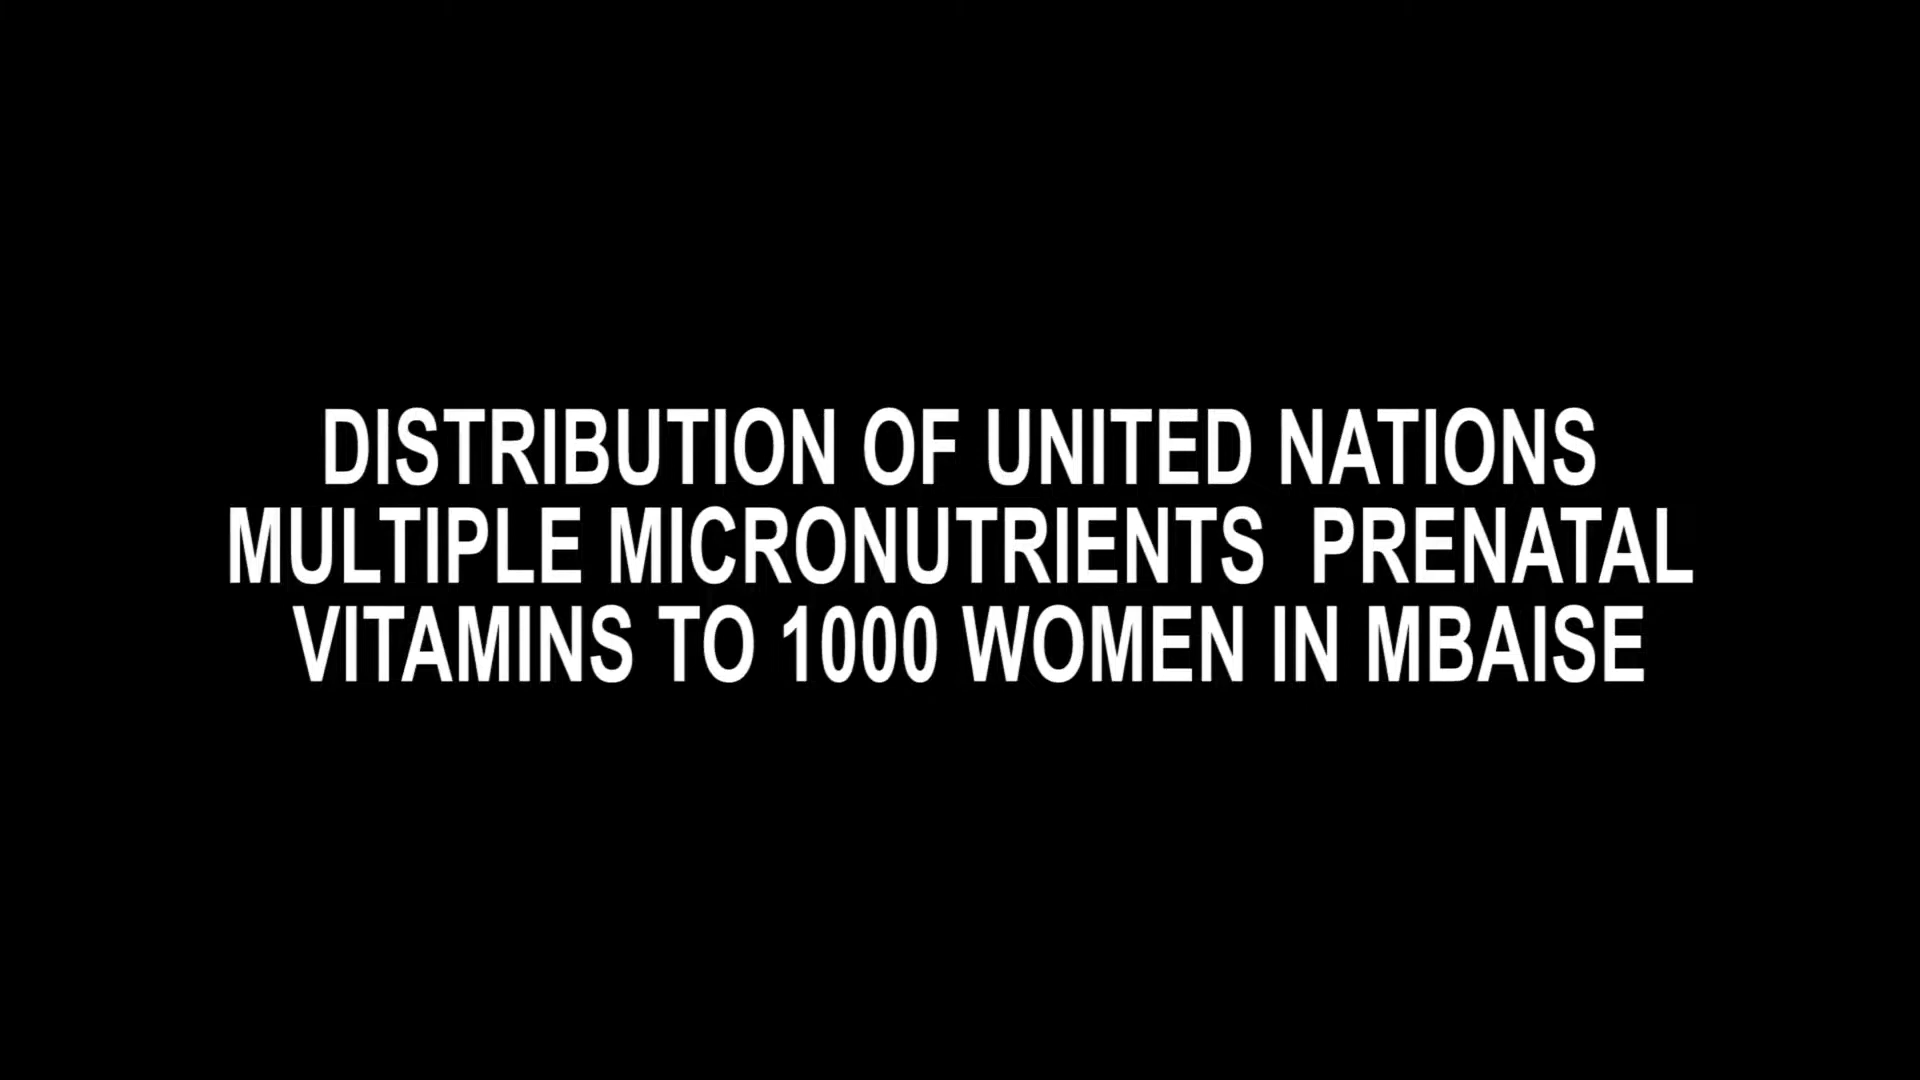 DISTRIBUTION OF UNITED NATIONS
MULTIPLE MICRONUTRIENTS  PRENATAL
VITAMINS TO 1000 WOMEN IN MBAISE